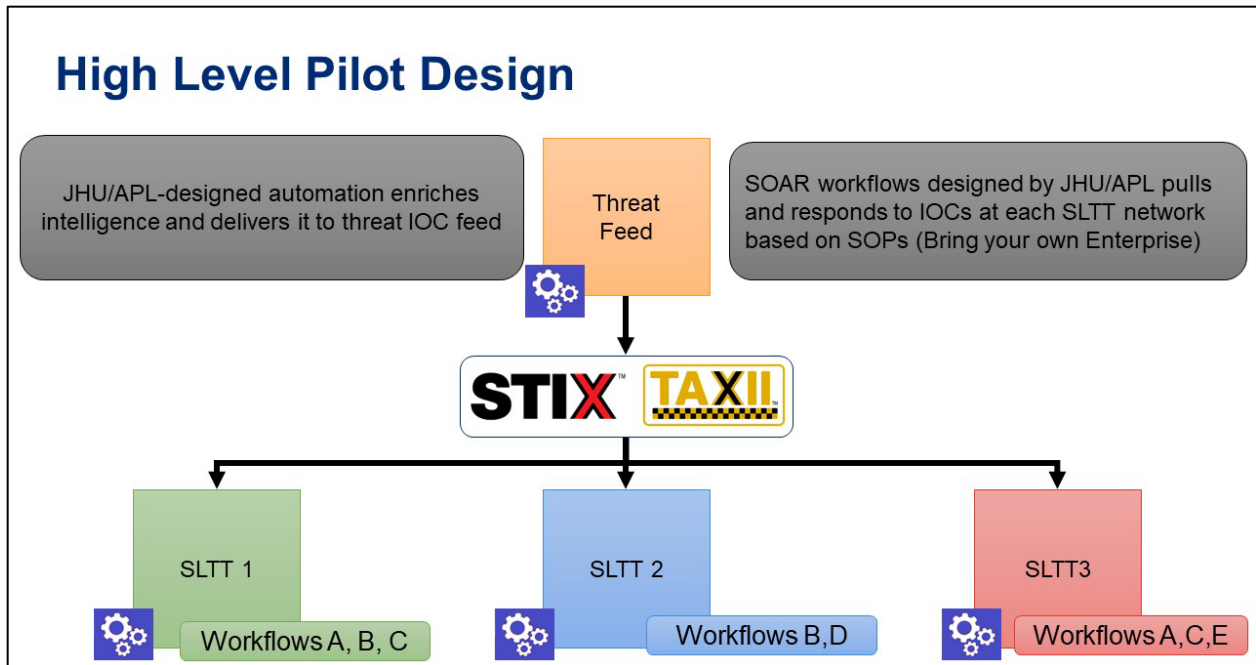 High Level Pilot Design
JHU/APL-designed automation enriches
intelligence and delivers it to threat IOC feed
Threat
Feed
SOAR workflows designed by JHU/APL pulls
and responds to IOCs at each SLTT network
based on SOPs (Bring your own Enterprise)
STIX™ TAXII™
SLTT 1
Workflows A, B, C
SLTT 2
Workflows B,D
SLTT3
Workflows A,C,E